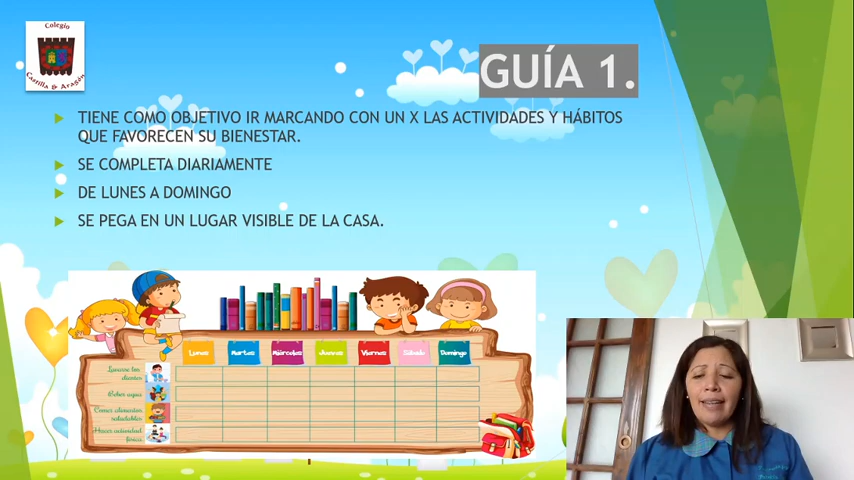 Colegio
Castilla & Aragón
GUÍA 1.
TIENE COMO OBJETIVO IR MARCANDO CON UN X LAS ACTIVIDADES Y HÁBITOS
QUE FAVORECEN SU BIENESTAR.
SE COMPLETA DIARIAMENTE
DE LUNES A DOMINGO
SE PEGA EN UN LUGAR VISIBLE DE LA CASA.
Lunes Martes Miércoles Jueves Viernes Sábado Domingo
Lavarse los
dientes
Beber agua
Comer alimentos
saludables
Hacer actividad
física